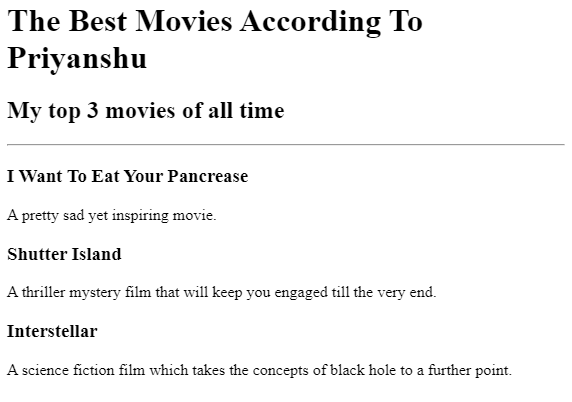 The Best Movies According To
Priyanshu
My top 3 movies of all time
I Want To Eat Your Pancrease
A pretty sad yet inspiring movie.
Shutter Island
A thriller mystery film that will keep you engaged till the very end.
Interstellar
A science fiction film which takes the concepts of black hole to a further point.